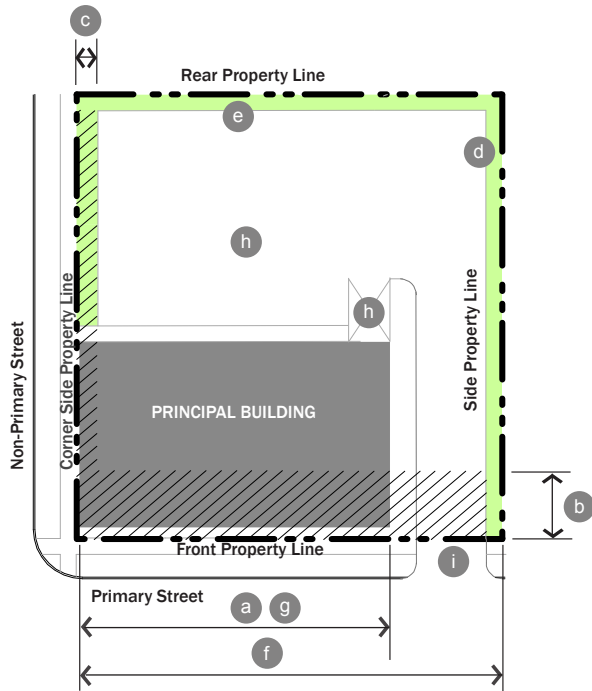 c
Rear Property Line
e
d
h
h
Non-Primary Street
Corner Side Property Line
Side Property Line
PRINCIPAL BUILDING
b
Front Property Line
i
Primary Street
a g
f